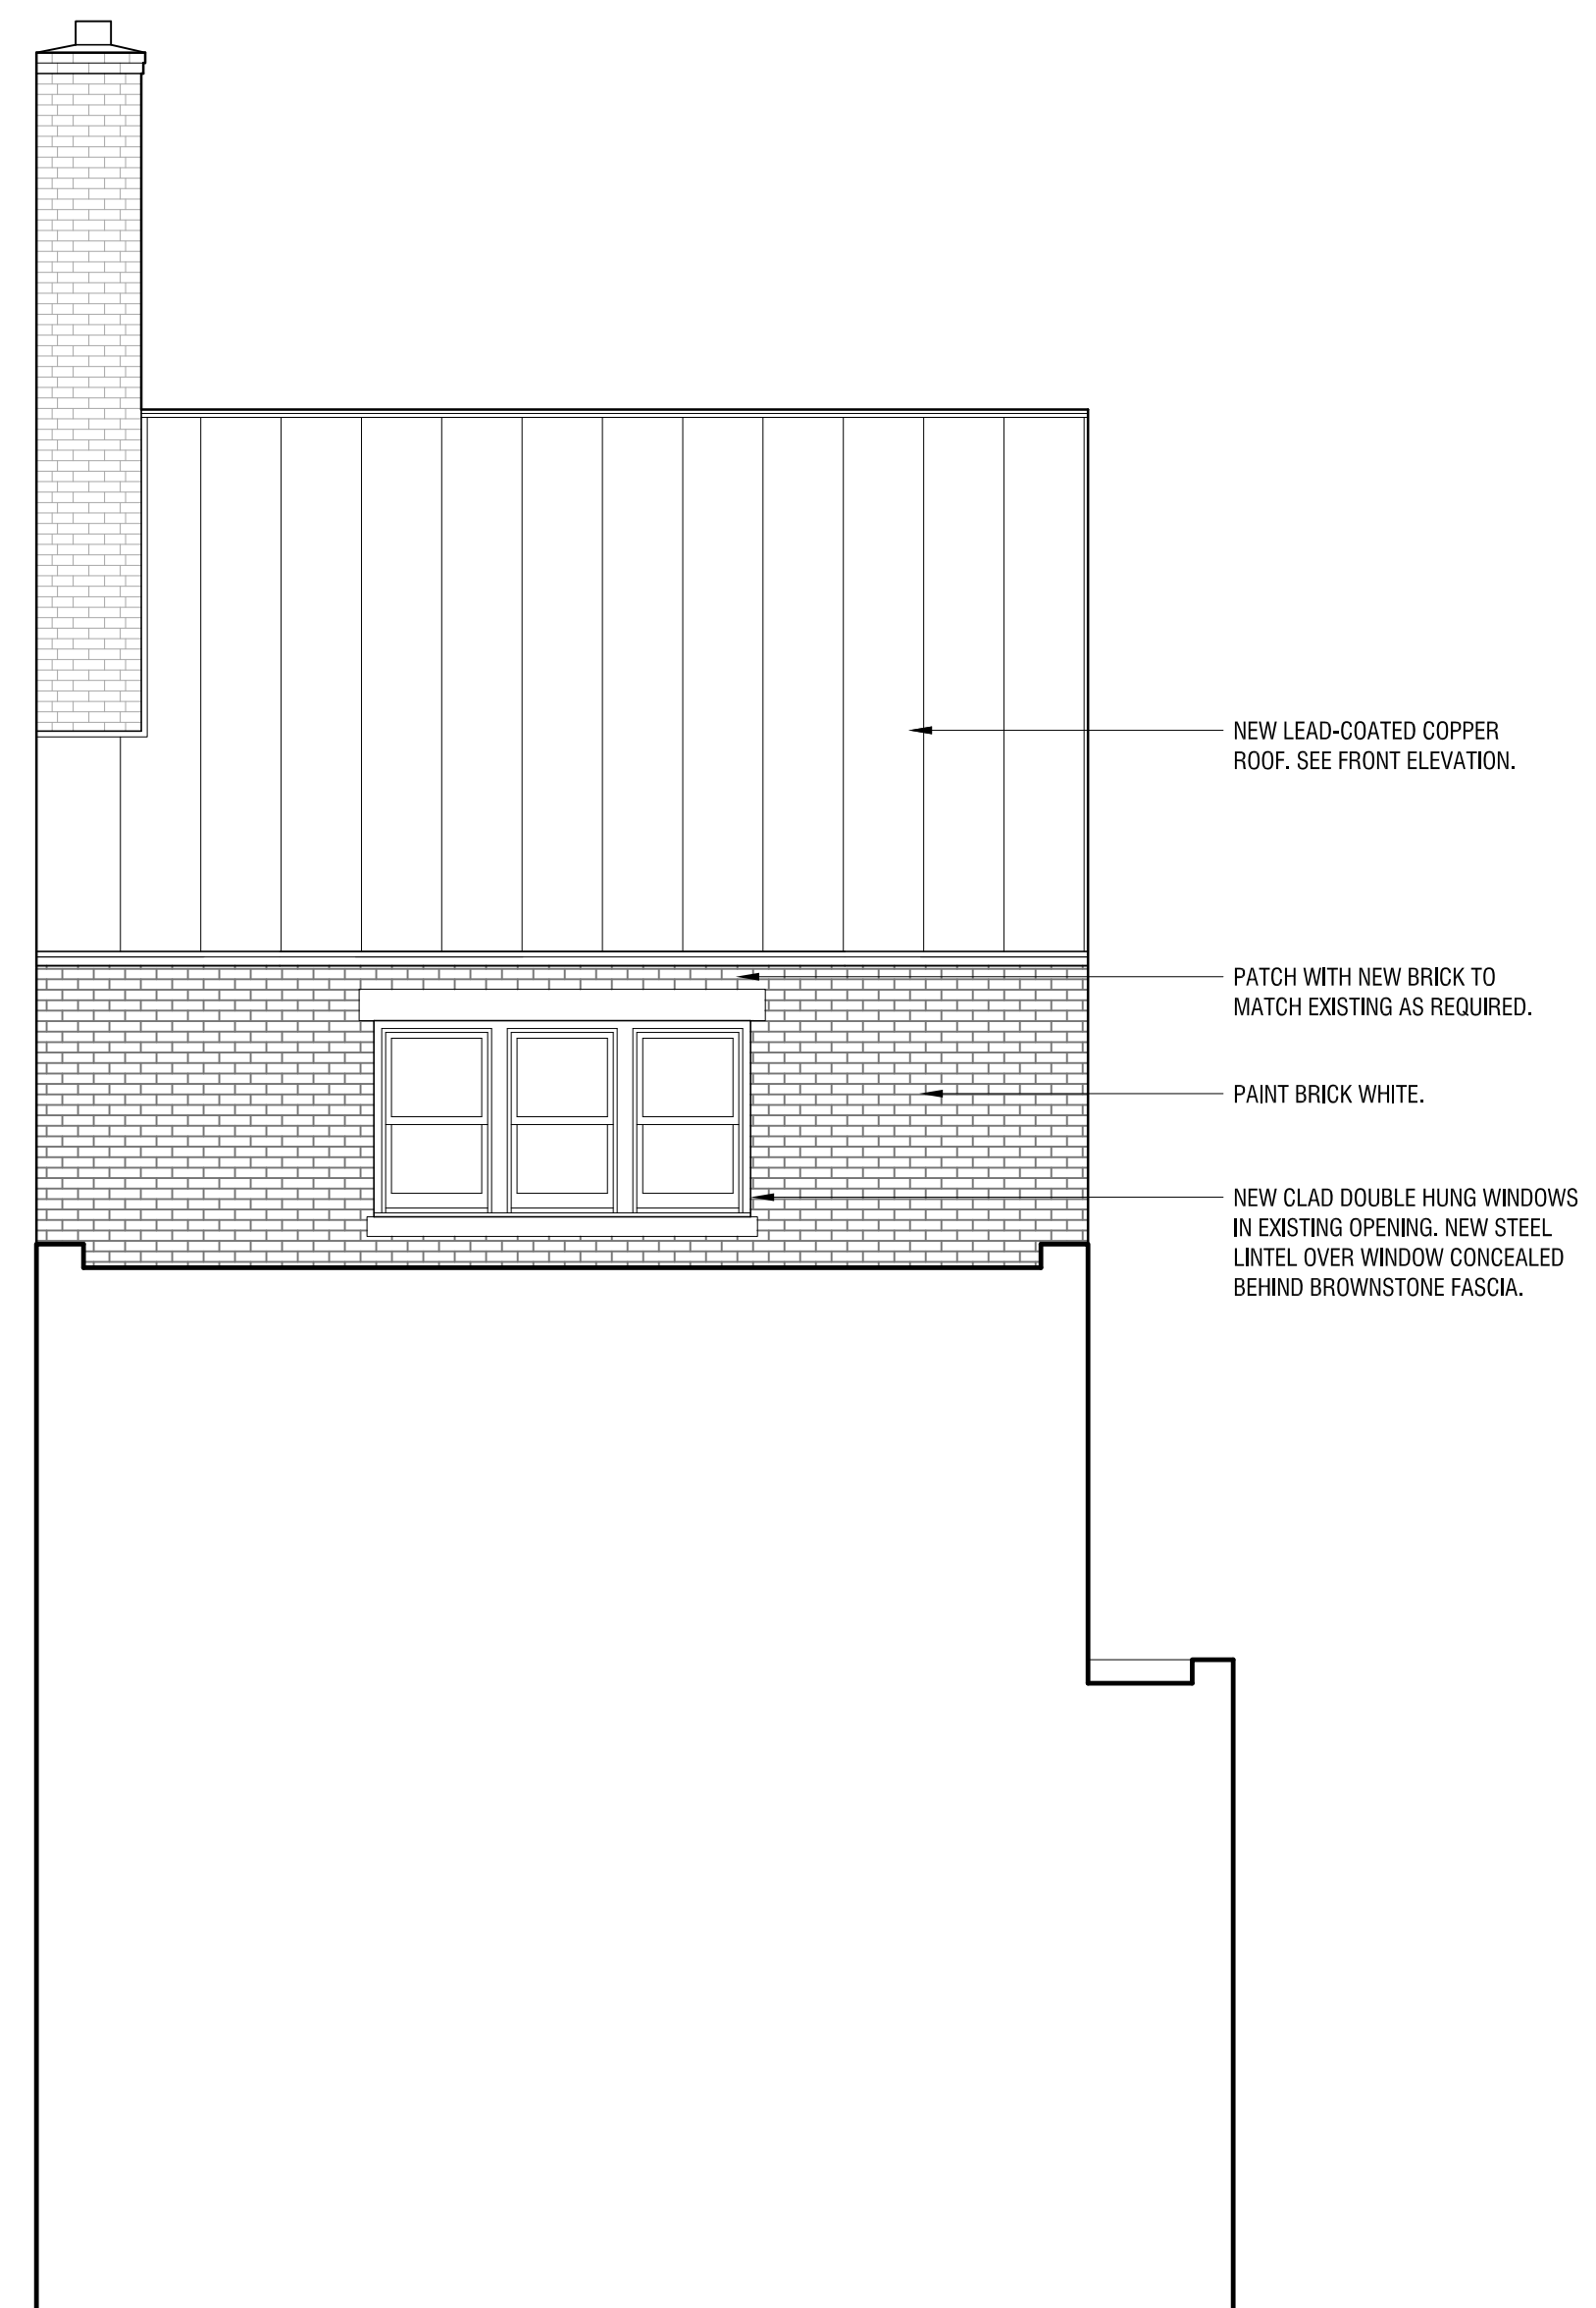 NEW LEAD-COATED COPPER
ROOF. SEE FRONT ELEVATION.
PATCH WITH NEW BRICK TO
MATCH EXISTING AS REQUIRED.
PAINT BRICK WHITE.
NEW CLAD DOUBLE HUNG WINDOWS
IN EXISTING OPENING. NEW STEEL
LINTEL OVER WINDOW CONCEALED
BEHIND BROWNSTONE FASCIA.